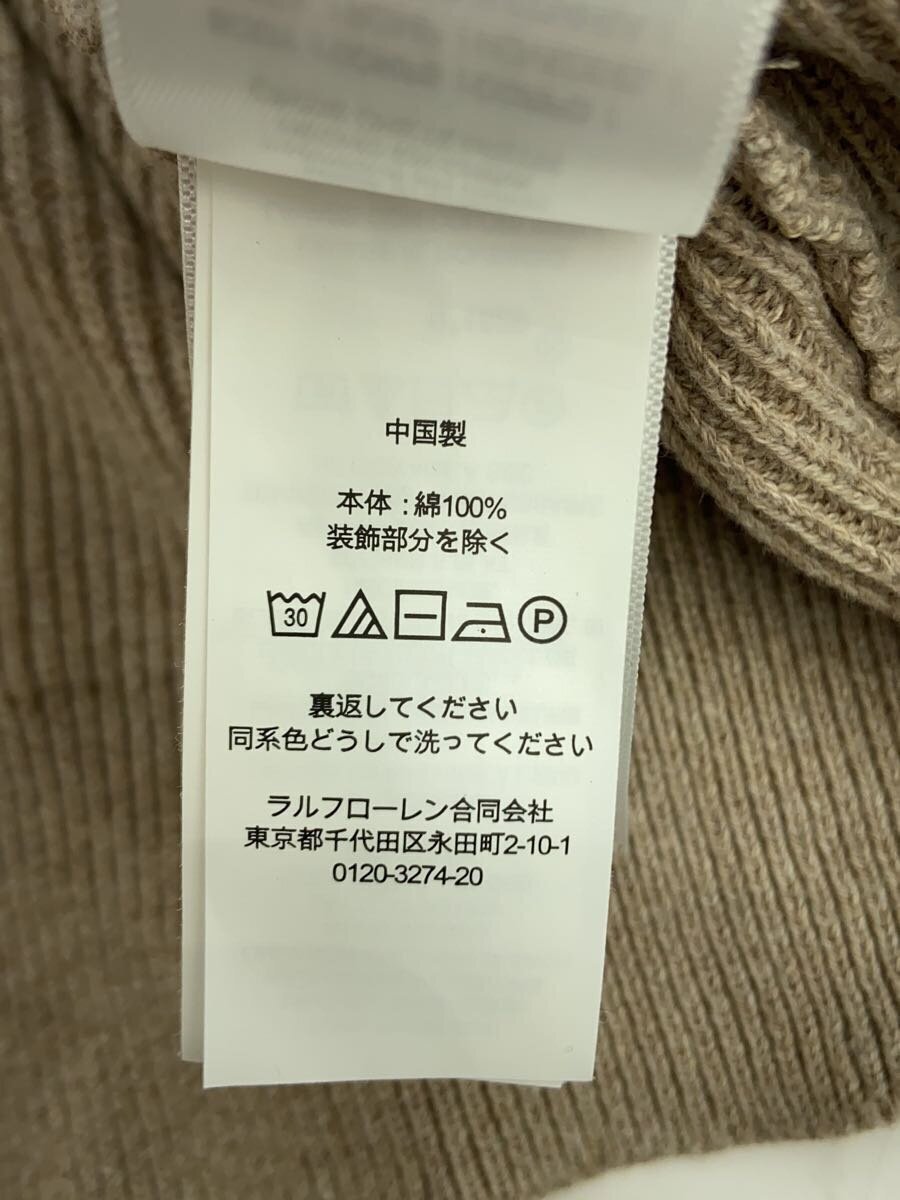 中国製
本体:綿100%
装飾部分を除く
30 P
裏返してください
同系色どうしで洗ってください
ラルフローレン合同会社
東京都千代田区永田町2-10-1
0120-3274-20